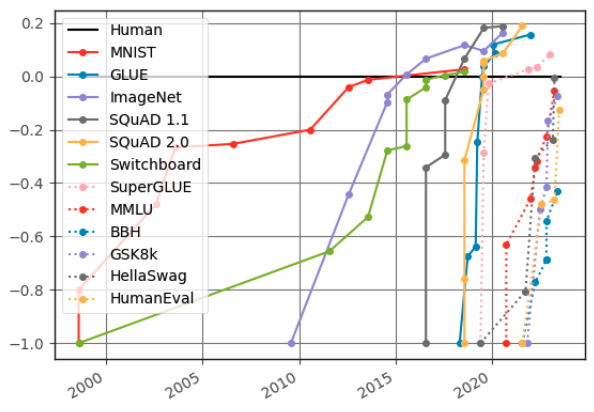 0.2
0.0
−0.2
−0.4
−0.6
−0.8
−1.0
Human
MNIST
GLUE
ImageNet
SQuAD 1.1
SQuAD 2.0
Switchboard
SuperGLUE
MMLU
BBH
GSK8k
HellaSwag
HumanEval
2000
2005
2010
2015
2020